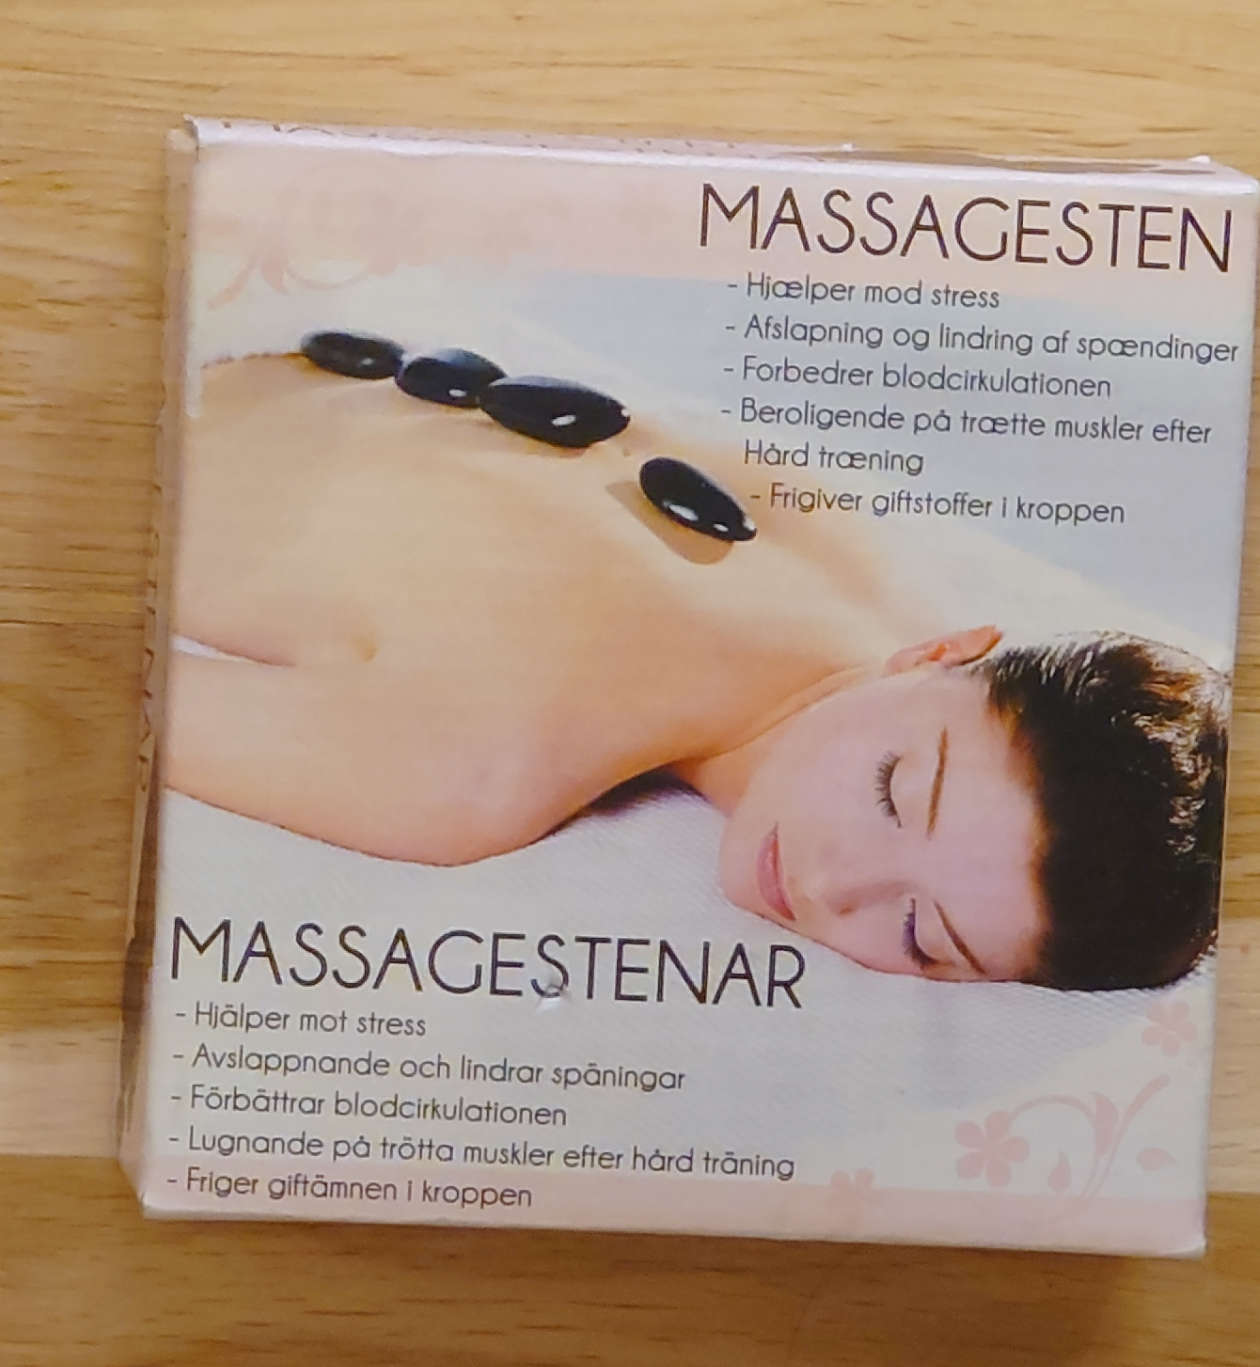 MASSAGESTEN
- Hjælper mod stress
- Afslapning og lindring af spændinger
- Forbedrer blodcirkulationen
- Beroligende på trætte muskler efter
Hård træning
- Frigiver giftstoffer i kroppen
MASSAGESTENAR
- Hjälper mot stress
- Avslappnande och lindrar späningar
- Förbättrar blodcirkulationen
- Lugnande på trötta muskler efter hård träning
- Friger giftämnen i kroppen